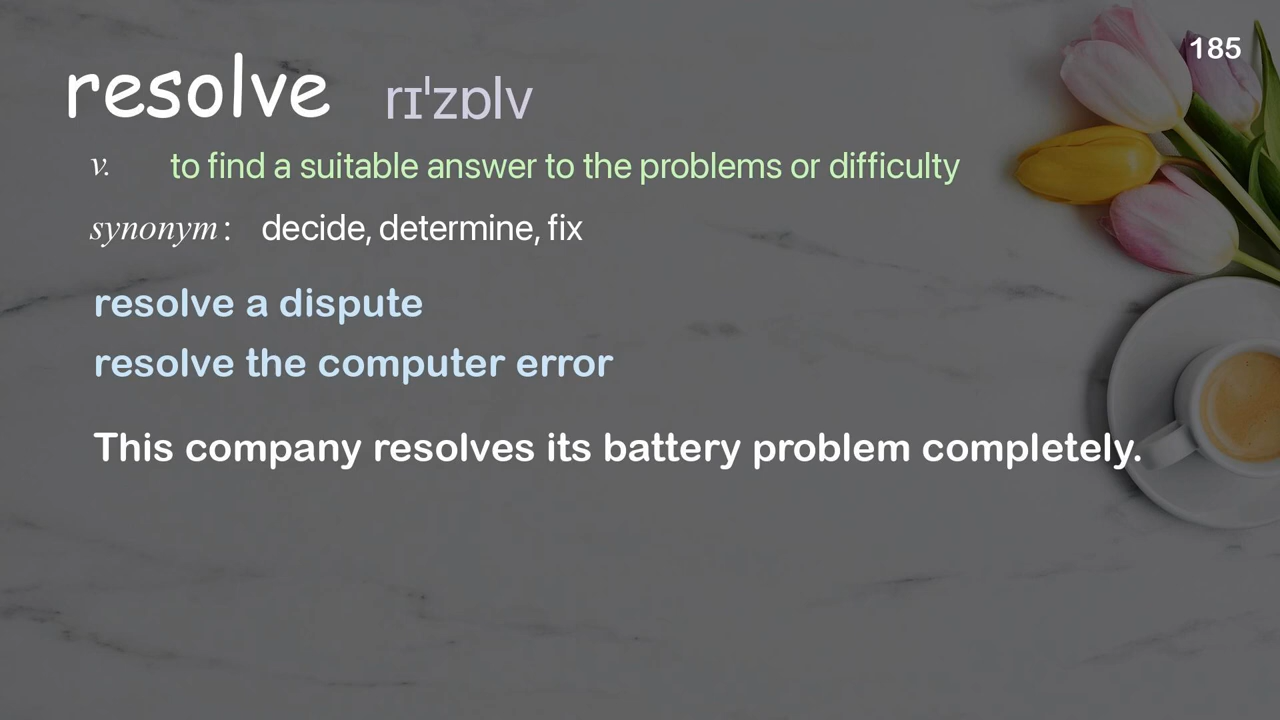 185
resolve rɪˈzɒlv
v. to find a suitable answer to the problems or difficulty
synonym : decide, determine, fix
resolve a dispute
resolve the computer error
This company resolves its battery problem completely.